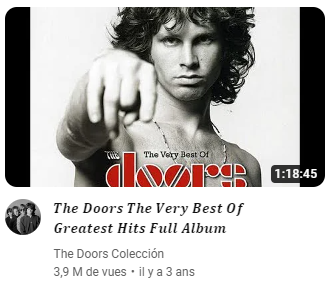 THE
The Very Best Of
doors
1:18:45
The Doors The Very Best Of
Greatest Hits Full Album
The Doors Colección
3,9 M de vues • il y a 3 ans